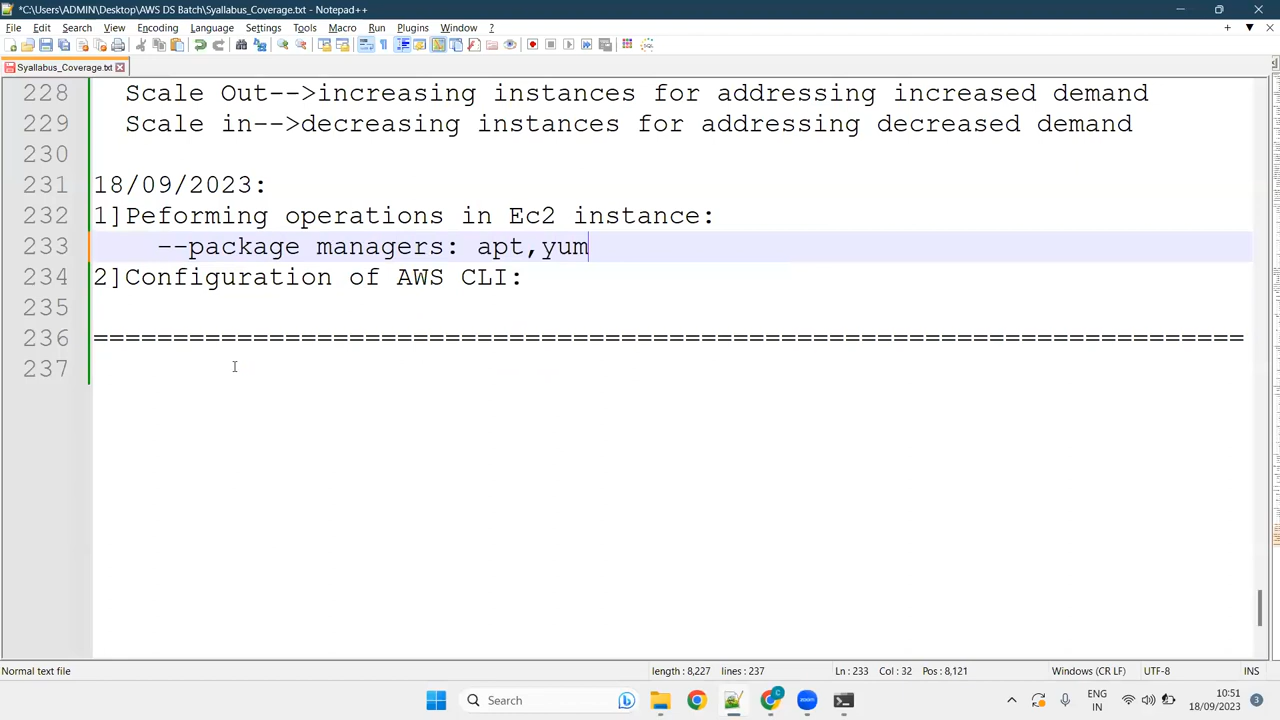 *C:\Users\ADMIN\Desktop\AWS DS Batch\Syallabus_Coverage.txt - Notepad++
File Edit Search View Encoding Language Settings Tools Macro Run Plugins Window ?
Syallabus_Coverage.txt
228 Scale Out-->increasing instances for addressing increased demand
229 Scale in-->decreasing instances for addressing decreased demand
230
231 18/09/2023:
232 1]Peforming operations in Ec2 instance:
233 --package managers: apt,yum
234 2]Configuration of AWS CLI:
235
236 ========================================================================
237
Normal text file length : 8,227 lines : 237 Ln : 233 Col : 32 Pos : 8,121 Windows (CR LF) UTF-8 INS
Search ENG IN 10:51 18/09/2023 3